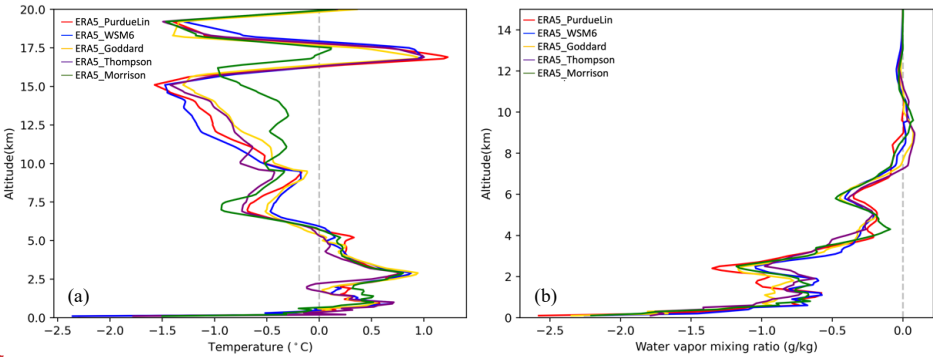 20.0
17.5
15.0
12.5
10.0
7.5
5.0
2.5
0.0
Altitude(km)
ERA5_PurdueLin
ERA5_WSM6
ERA5_Goddard
ERA5_Thompson
ERA5_Morrison
(a)
-2.0 -1.5 -1.0 -0.5 0.0 0.5 1.0
Temperature (°C)
14
12
10
8
6
4
2
0
Altitude(km)
ERA5_PurdueLin
ERA5_WSM6
ERA5_Goddard
ERA5_Thompson
ERA5_Morrison
(b)
−2.5 −2.0 −1.5 −1.0 −0.5 0.0
Water vapor mixing ratio (g/kg)